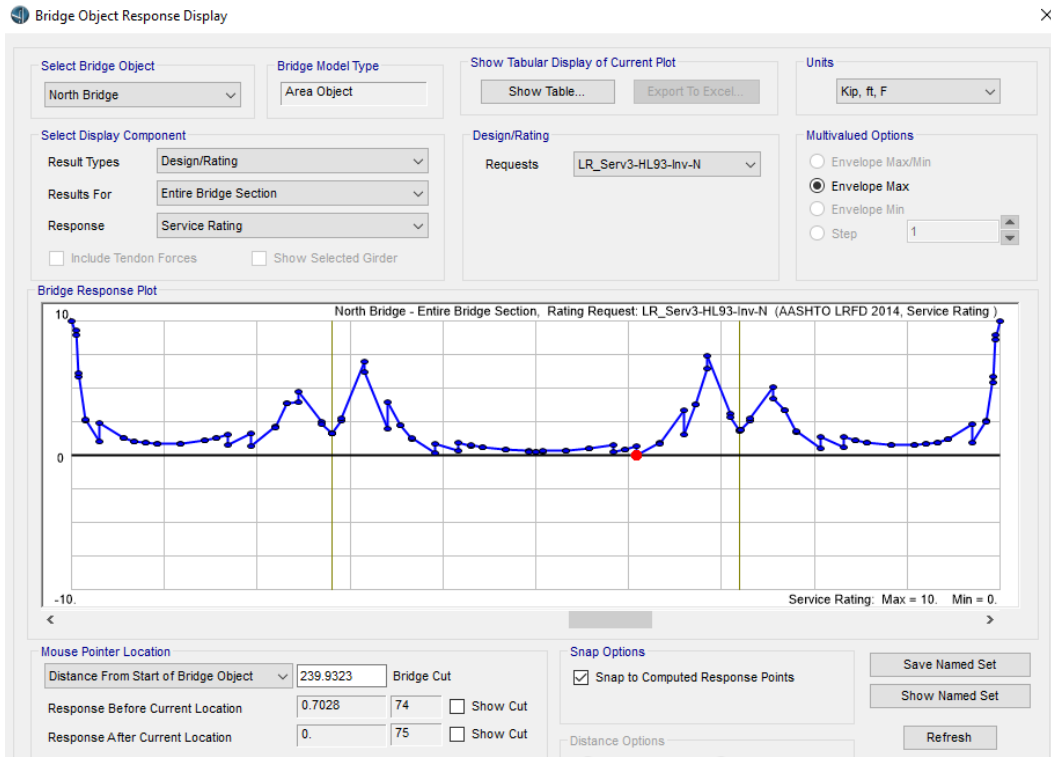 Bridge Object Response Display
Select Bridge Object
North Bridge
Bridge Model Type
Area Object
Show Tabular Display of Current Plot
Show Table...
Export To Excel...
Units
Kip, ft, F
Select Display Component
Result Types
Design/Rating
Results For
Entire Bridge Section
Response
Service Rating
Include Tendon Forces
Show Selected Girder
Design/Rating
Requests
LR_Serv3-HL93-Inv-N
Multivalued Options
Envelope Max/Min
Envelope Max
Envelope Min
Step
1
Bridge Response Plot
North Bridge - Entire Bridge Section, Rating Request: LR_Serv3-HL93-Inv-N (AASHTO LRFD 2014, Service Rating )
10.
0
-10.
Service Rating: Max = 10. Min = 0.
Mouse Pointer Location
Distance From Start of Bridge Object
239.9323
Bridge Cut
Response Before Current Location
0.7028
74
Show Cut
Response After Current Location
0.
75
Show Cut
Snap Options
Snap to Computed Response Points
Distance Options
Save Named Set
Show Named Set
Refresh